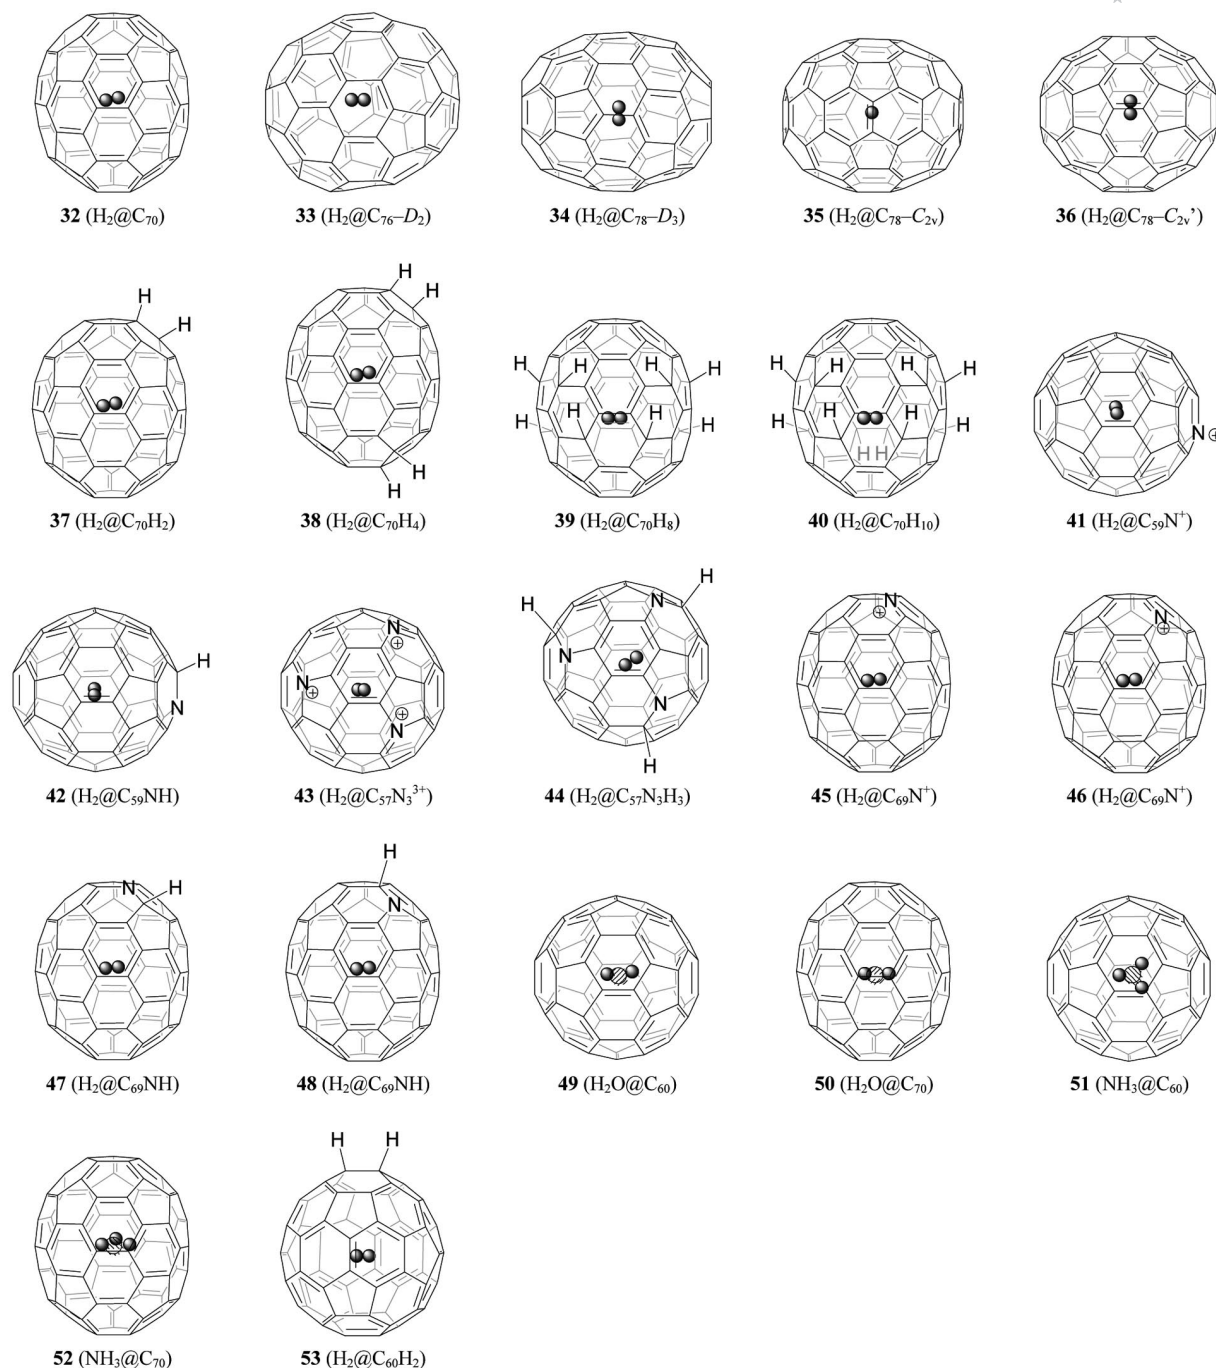 32 (H₂@C₇₀) 33 (H₂@C₇₆–D₂) 34 (H₂@C₇₈–D₃) 35 (H₂@C₇₈–C₂ᵥ) 36 (H₂@C₇₈–C₂ᵥ’)
H H
H H
H H H H H H H H
H H H H H H H H
H H
H H N ⊕
37 (H₂@C₇₀H₂) 38 (H₂@C₇₀H₄) 39 (H₂@C₇₀H₈) 40 (H₂@C₇₀H₁₀) 41 (H₂@C₅₉N⁺)
H N
N ⊕ N ⊕ N ⊕
H N H N N H
N ⊕
N ⊕
42 (H₂@C₅₉NH) 43 (H₂@C₅₇N₃³⁺) 44 (H₂@C₅₇N₃H₃) 45 (H₂@C₆₉N⁺) 46 (H₂@C₆₉N⁺)
N H H N
47 (H₂@C₆₉NH) 48 (H₂@C₆₉NH) 49 (H₂O@C₆₀) 50 (H₂O@C₇₀) 51 (NH₃@C₆₀)
H H
52 (NH₃@C₇₀) 53 (H₂@C₆₀H₂)